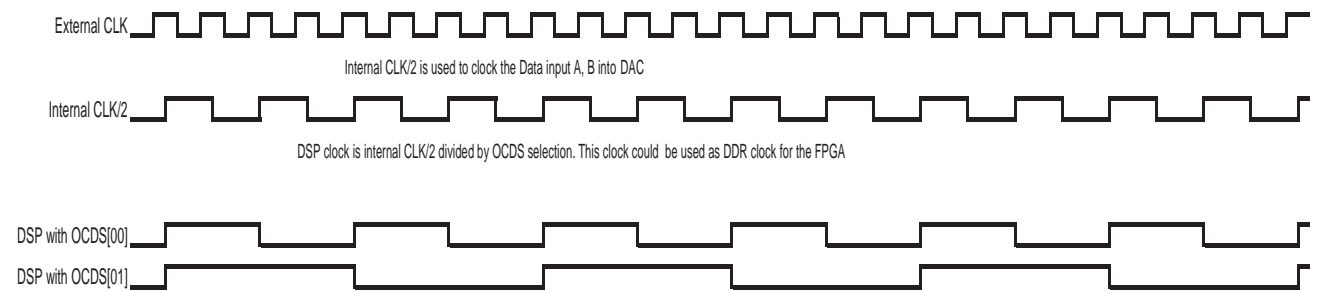 External CLK
Internal CLK/2 is used to clock the Data input A, B into DAC
Internal CLK/2
DSP clock is internal CLK/2 divided by OCDS selection. This clock could be used as DDR clock for the FPGA
DSP with OCDS[00]
DSP with OCDS[01]